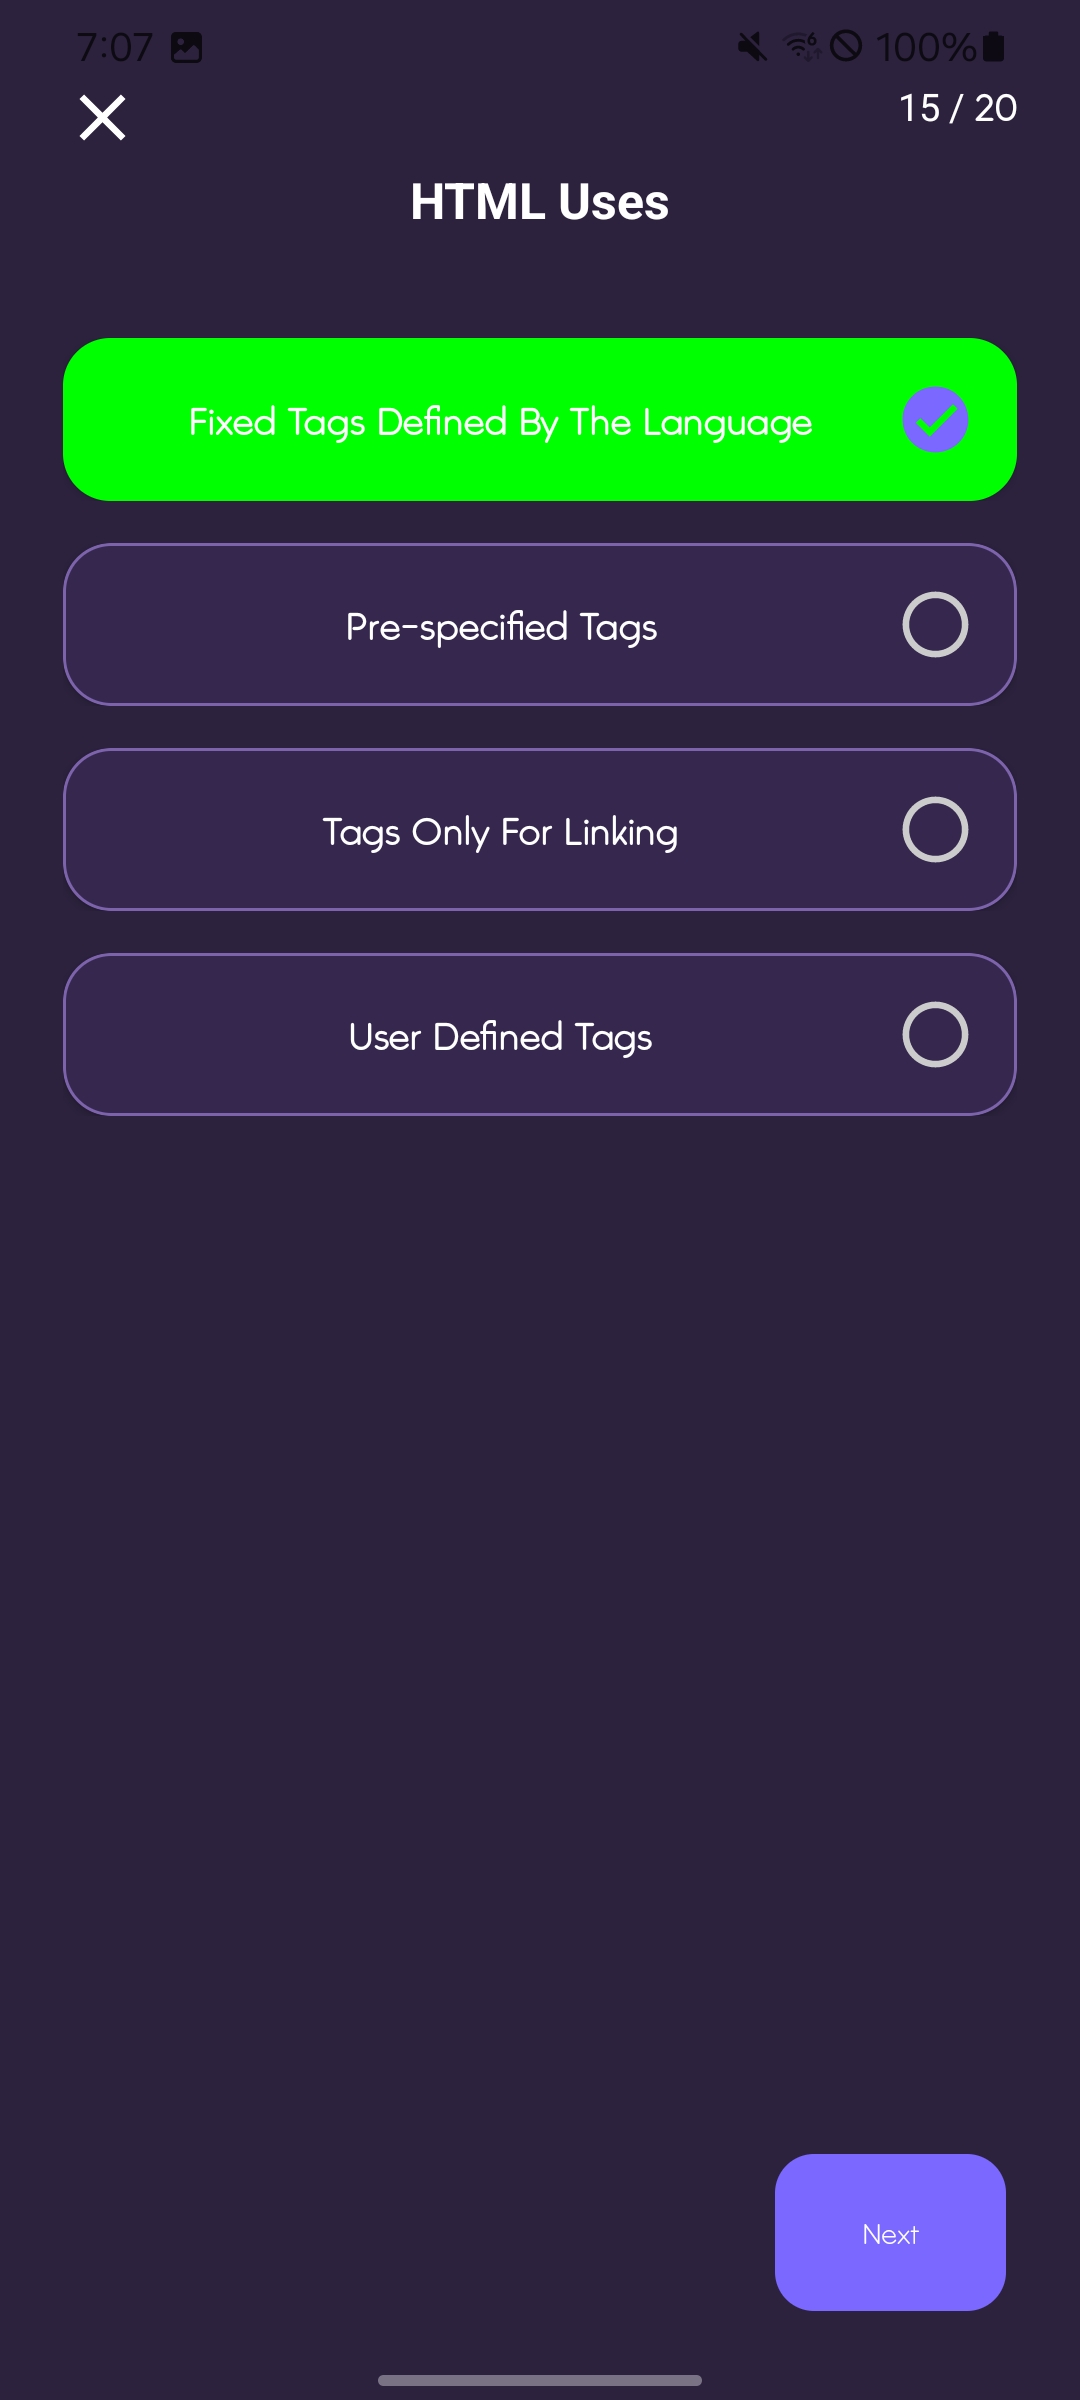 7:07
100%
15 / 20
HTML Uses
Fixed Tags Defined By The Language
Pre-specified Tags
Tags Only For Linking
User Defined Tags
Next